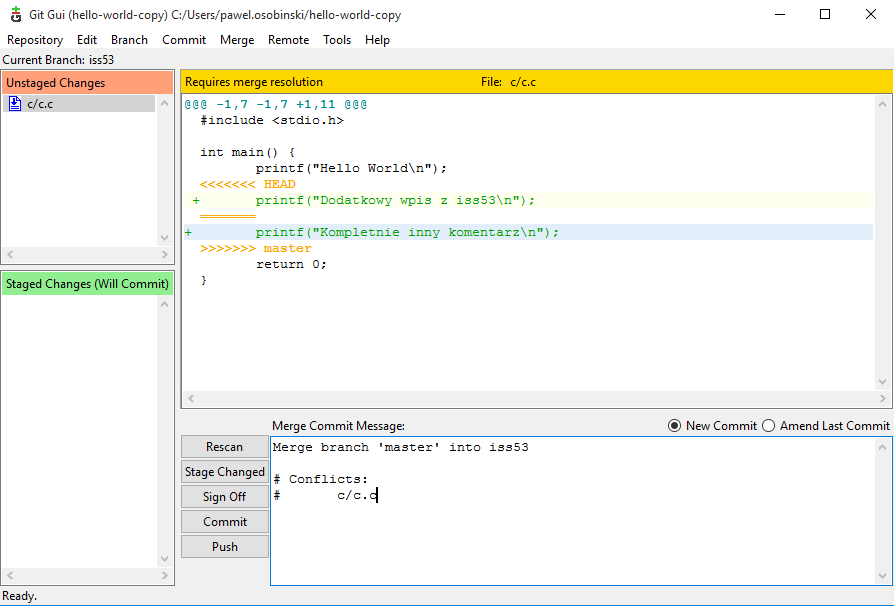 Git Gui (hello-world-copy) C:/Users/pawel.osobinski/hello-world-copy
Repository Edit Branch Commit Merge Remote Tools Help
Current Branch: iss53
Unstaged Changes
c/c.c
Requires merge resolution File: c/c.c
@@@ -1,7 -1,7 +1,11 @@@
#include <stdio.h>
int main() {
printf("Hello World\n");
<<<<<<< HEAD
+ printf("Dodatkowy wpis z iss53\n");
=======
+ printf("Kompletnie inny komentarz\n");
>>>>>>> master
return 0;
}
Staged Changes (Will Commit)
Merge Commit Message: New Commit Amend Last Commit
Rescan
Stage Changed
Sign Off
Commit
Push
Merge branch 'master' into iss53
# Conflicts:
# c/c.c
Ready.